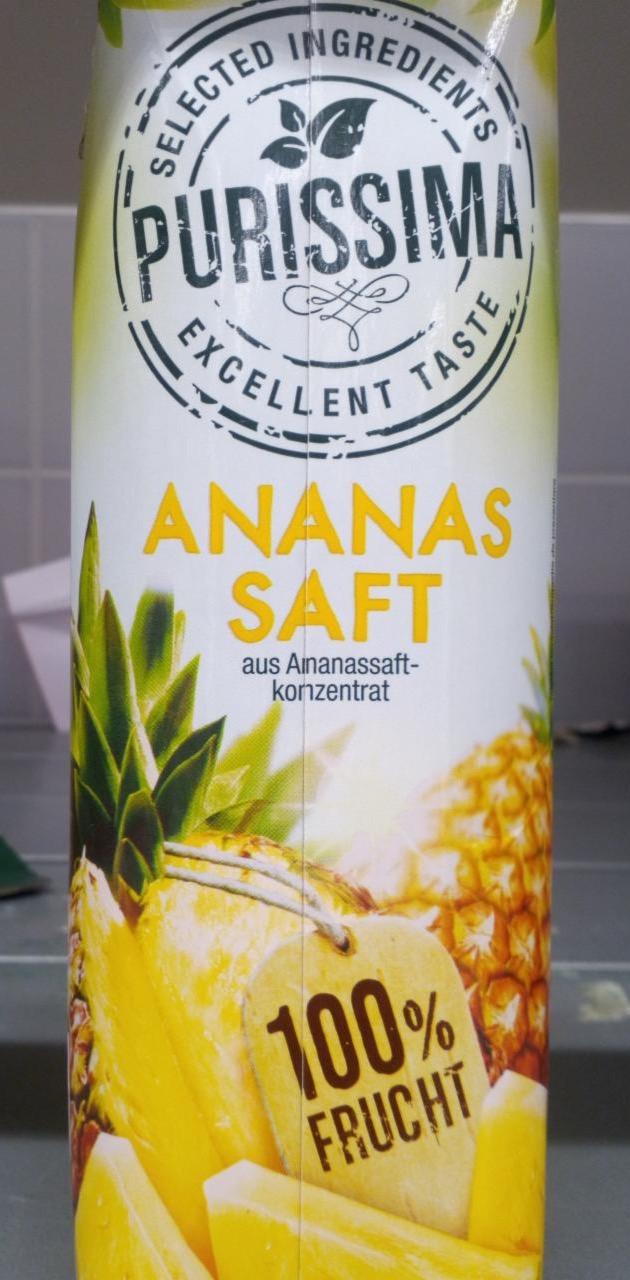 SELECTED INGREDIENTS
PURISSIMA
EXCELLENT TASTE
ANANAS
SAFT
aus Ananassaft-
konzentrat
100%
FRUCHT